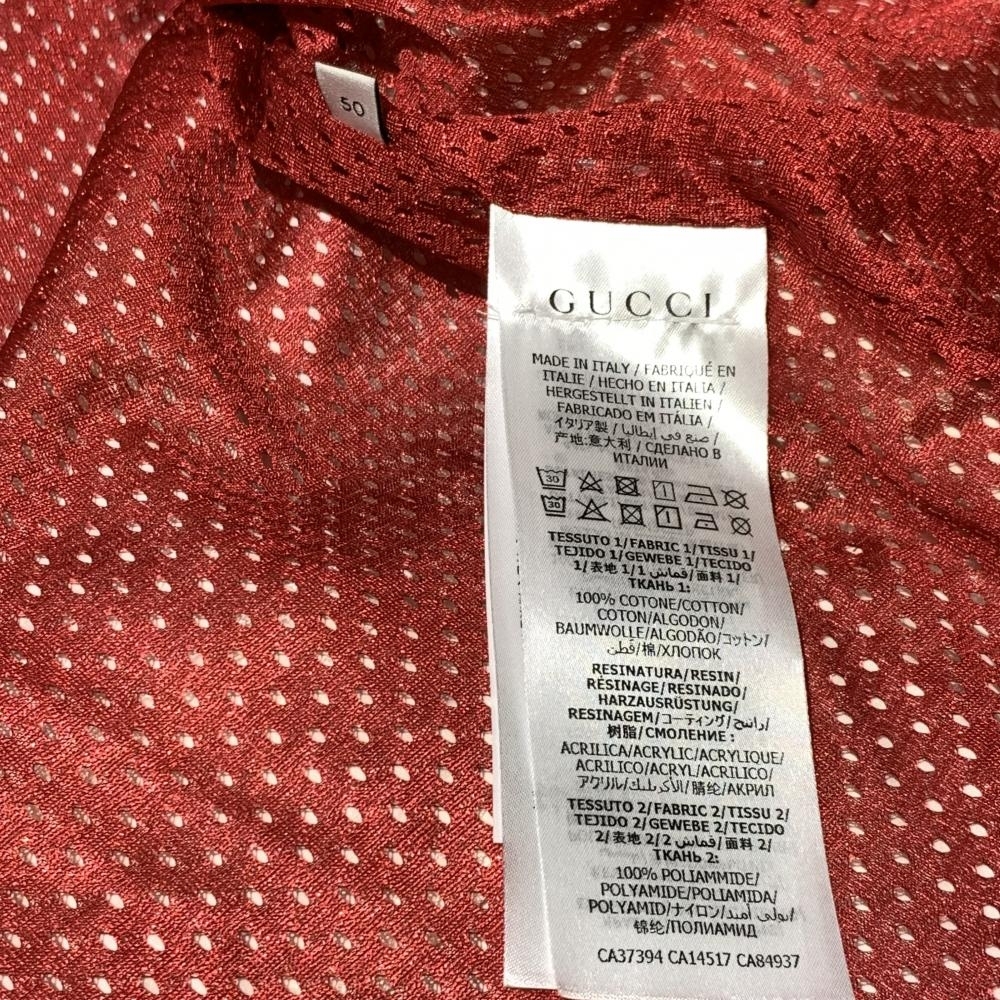 50
GUCCI
MADE IN ITALY / FABRIQUÉ EN
ITALIE / HECHO EN ITALIA /
HERGESTELLT IN ITALIEN /
FABRICADO EM ITÁLIA /
イタリア製 / صنع في إيطاليا /
产地:意大利 / СДЕЛАНО В
ИТАЛИИ
30
30
TESSUTO 1/FABRIC 1/TISSU 1/
TEJIDO 1/GEWEBE 1/TECIDO
1/表地 1/قماش 1/面料 1/
ТКАНЬ 1:
100% COTONE/COTTON/
COTON/ALGODON/
BAUMWOLLE/ALGODÃO/コットン/
قطن/棉/ХЛОПОК
RESINATURA/RESIN/
RÉSINAGE/RESINADO/
HARZAUSRÜSTUNG/
RESINAGEM/コーティング/راتينج/
树脂/СМОЛЕНИЕ :
ACRILICA/ACRYLIC/ACRYLIQUE/
ACRILICO/ACRYL/ACRILICO/
アクリル/الأكريليك/腈纶/АКРИЛ
TESSUTO 2/FABRIC 2/TISSU 2/
TEJIDO 2/GEWEBE 2/TECIDO
2/表地 2/قماش 2/面料 2/
ТКАНЬ 2:
100% POLIAMMIDE/
POLYAMIDE/POLIAMIDA/
POLYAMID/ナイロン/بولي أميد/
锦纶/ПОЛИАМИД
CA37394 CA14517 CA84937